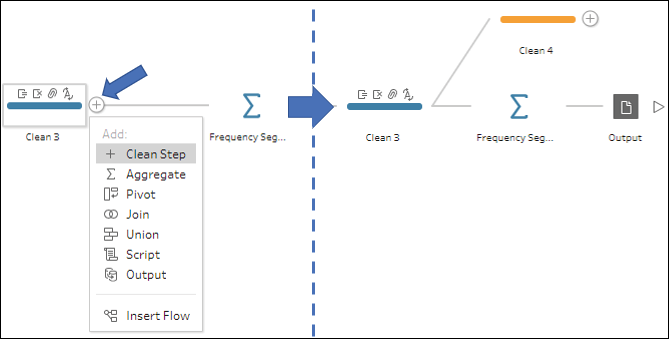 Clean 3
Frequency Seg...
Add:
Clean Step
Aggregate
Pivot
Join
Union
Script
Output
Insert Flow
Clean 4
Clean 3
Frequency Seg...
Output